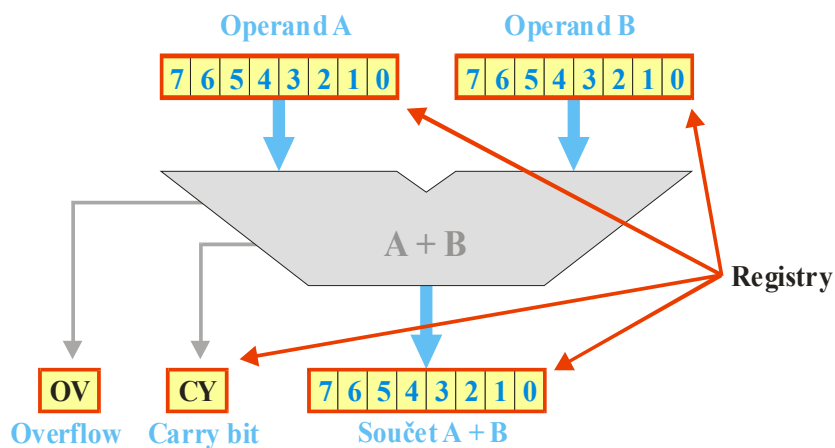 Operand A
Operand B
7 6 5 4 3 2 1 0
7 6 5 4 3 2 1 0
A + B
Registry
OV
CY
7 6 5 4 3 2 1 0
Overflow
Carry bit
Součet A + B